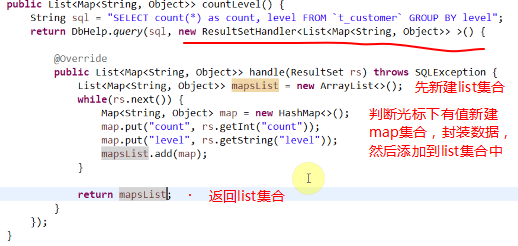 public List<Map<String, Object>> countLevel() {
String sql = "SELECT count(*) as count, level FROM `t_customer` GROUP BY level";
return DbHelp.query(sql, new ResultSetHandler<List<Map<String, Object>> >() {
@Override
public List<Map<String, Object>> handle(ResultSet rs) throws SQLException {
List<Map<String, Object>> mapsList = new ArrayList<>(); 先新建list集合
while(rs.next()) {
Map<String, Object> map = new HashMap<>();
map.put("count", rs.getInt("count"));
map.put("level", rs.getString("level"));
mapsList.add(map);
}
判断光标下有值新建
map集合，封装数据，
然后添加到list集合中
return mapsList; · 返回list集合
}
});
}